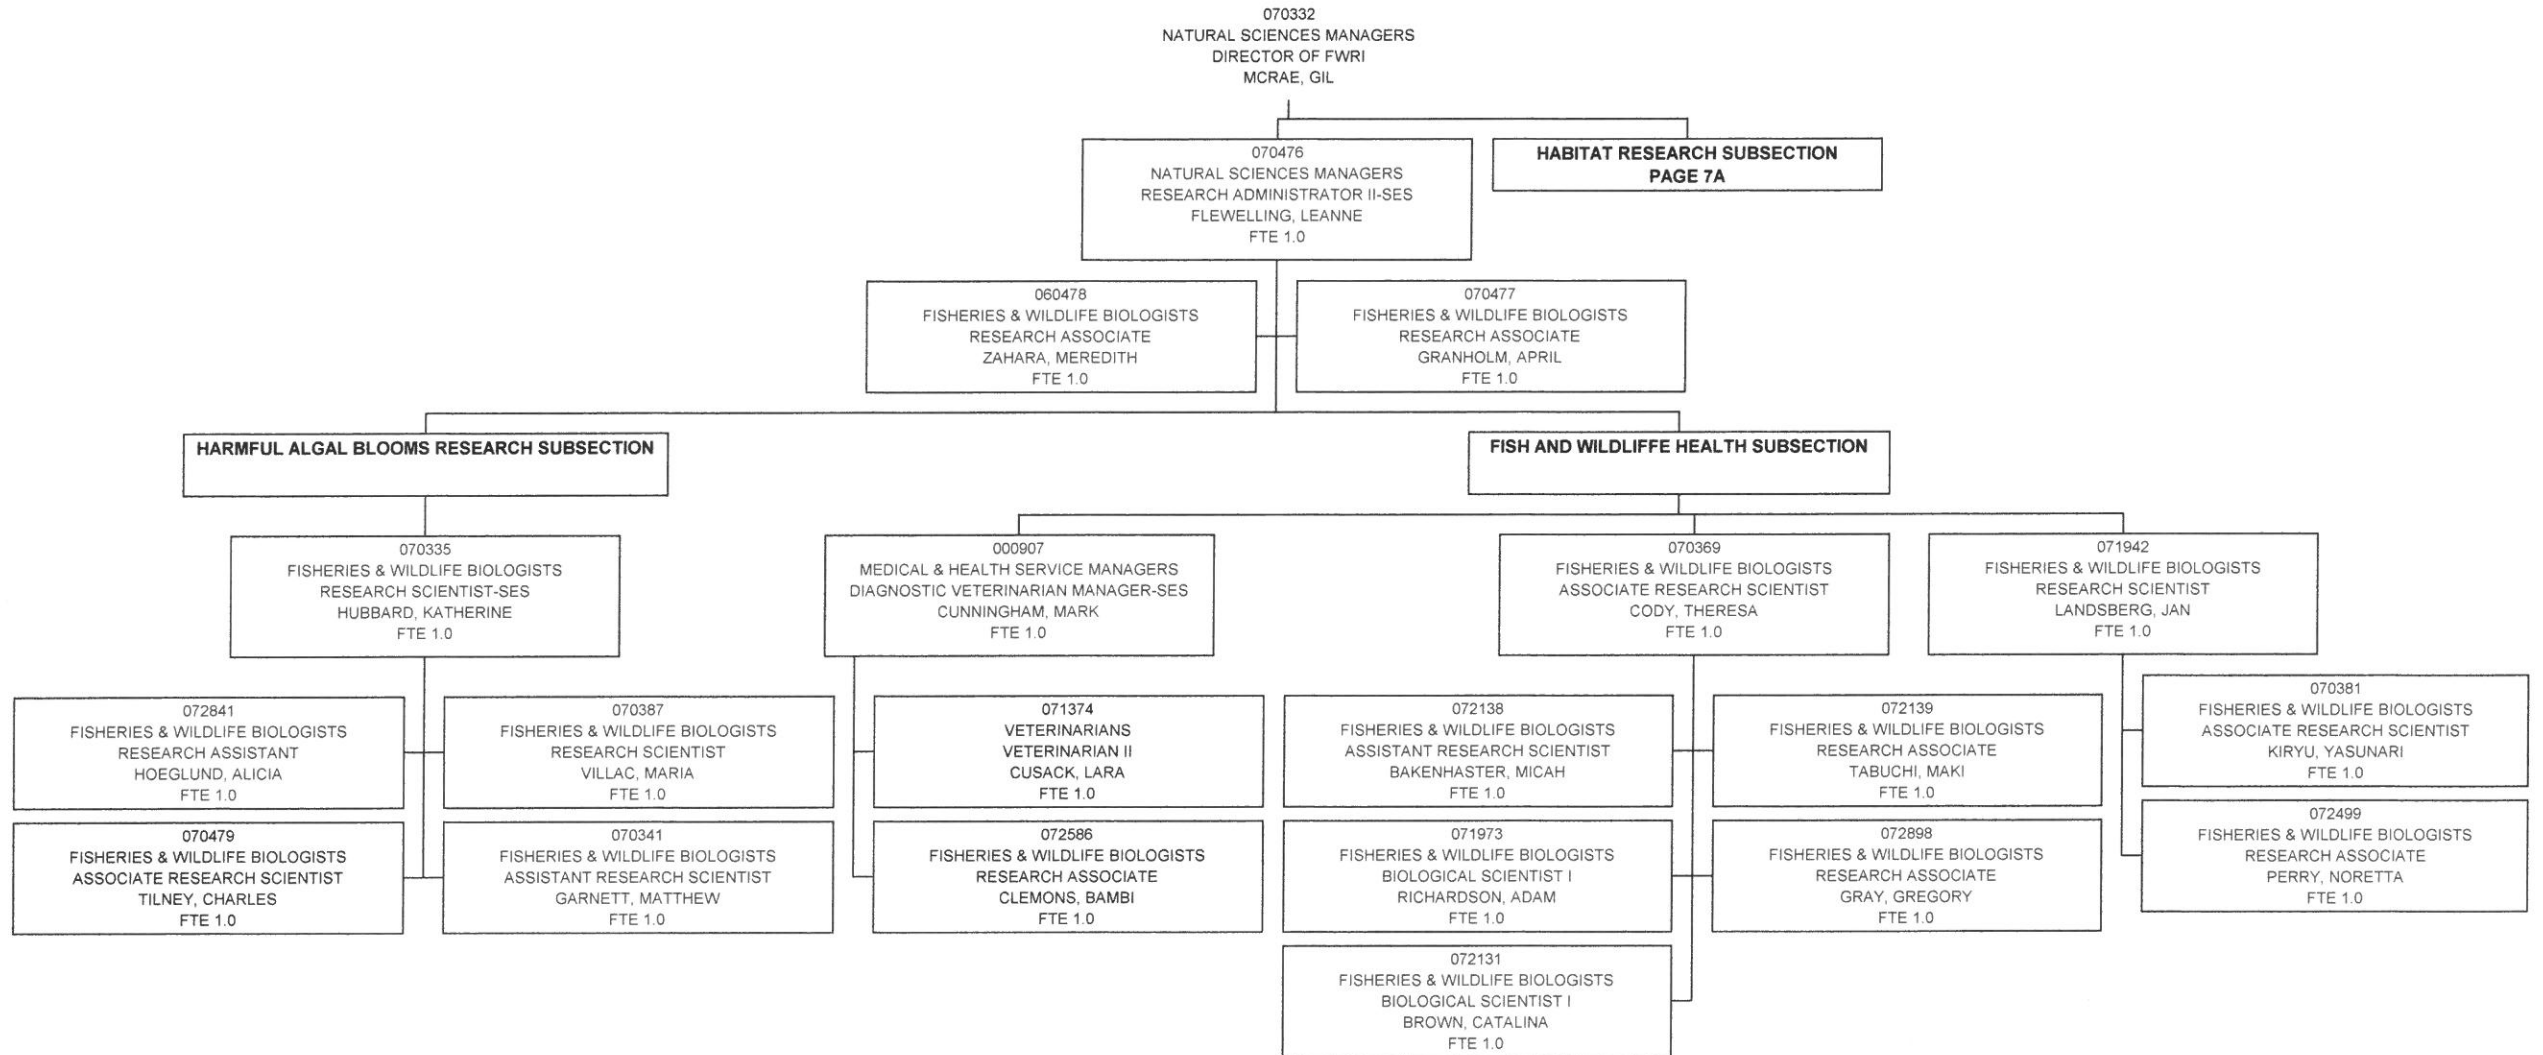 070332
NATURAL SCIENCES MANAGERS
DIRECTOR OF FWRI
MCRAE, GIL
070476
NATURAL SCIENCES MANAGERS
RESEARCH ADMINISTRATOR II-SES
FLEWELLING, LEANNE
FTE 1.0
HABITAT RESEARCH SUBSECTION
PAGE 7A
060478
FISHERIES & WILDLIFE BIOLOGISTS
RESEARCH ASSOCIATE
ZAHARA, MEREDITH
FTE 1.0
070477
FISHERIES & WILDLIFE BIOLOGISTS
RESEARCH ASSOCIATE
GRANHOLM, APRIL
FTE 1.0
HARMFUL ALGAL BLOOMS RESEARCH SUBSECTION
FISH AND WILDLIFFE HEALTH SUBSECTION
070335
FISHERIES & WILDLIFE BIOLOGISTS
RESEARCH SCIENTIST-SES
HUBBARD, KATHERINE
FTE 1.0
000907
MEDICAL & HEALTH SERVICE MANAGERS
DIAGNOSTIC VETERINARIAN MANAGER-SES
CUNNINGHAM, MARK
FTE 1.0
070369
FISHERIES & WILDLIFE BIOLOGISTS
ASSOCIATE RESEARCH SCIENTIST
CODY, THERESA
FTE 1.0
071942
FISHERIES & WILDLIFE BIOLOGISTS
RESEARCH SCIENTIST
LANDSBERG, JAN
FTE 1.0
072841
FISHERIES & WILDLIFE BIOLOGISTS
RESEARCH ASSISTANT
HOEGLUND, ALICIA
FTE 1.0
070387
FISHERIES & WILDLIFE BIOLOGISTS
RESEARCH SCIENTIST
VILLAC, MARIA
FTE 1.0
071374
VETERINARIANS
VETERINARIAN II
CUSACK, LARA
FTE 1.0
072138
FISHERIES & WILDLIFE BIOLOGISTS
ASSISTANT RESEARCH SCIENTIST
BAKENHASTER, MICAH
FTE 1.0
072139
FISHERIES & WILDLIFE BIOLOGISTS
RESEARCH ASSOCIATE
TABUCHI, MAKI
FTE 1.0
070381
FISHERIES & WILDLIFE BIOLOGISTS
ASSOCIATE RESEARCH SCIENTIST
KIRYU, YASUNARI
FTE 1.0
070479
FISHERIES & WILDLIFE BIOLOGISTS
ASSOCIATE RESEARCH SCIENTIST
TILNEY, CHARLES
FTE 1.0
070341
FISHERIES & WILDLIFE BIOLOGISTS
ASSISTANT RESEARCH SCIENTIST
GARNETT, MATTHEW
FTE 1.0
072586
FISHERIES & WILDLIFE BIOLOGISTS
RESEARCH ASSOCIATE
CLEMONS, BAMBI
FTE 1.0
071973
FISHERIES & WILDLIFE BIOLOGISTS
BIOLOGICAL SCIENTIST I
RICHARDSON, ADAM
FTE 1.0
072898
FISHERIES & WILDLIFE BIOLOGISTS
RESEARCH ASSOCIATE
GRAY, GREGORY
FTE 1.0
072499
FISHERIES & WILDLIFE BIOLOGISTS
RESEARCH ASSOCIATE
PERRY, NORETTA
FTE 1.0
072131
FISHERIES & WILDLIFE BIOLOGISTS
BIOLOGICAL SCIENTIST I
BROWN, CATALINA
FTE 1.0